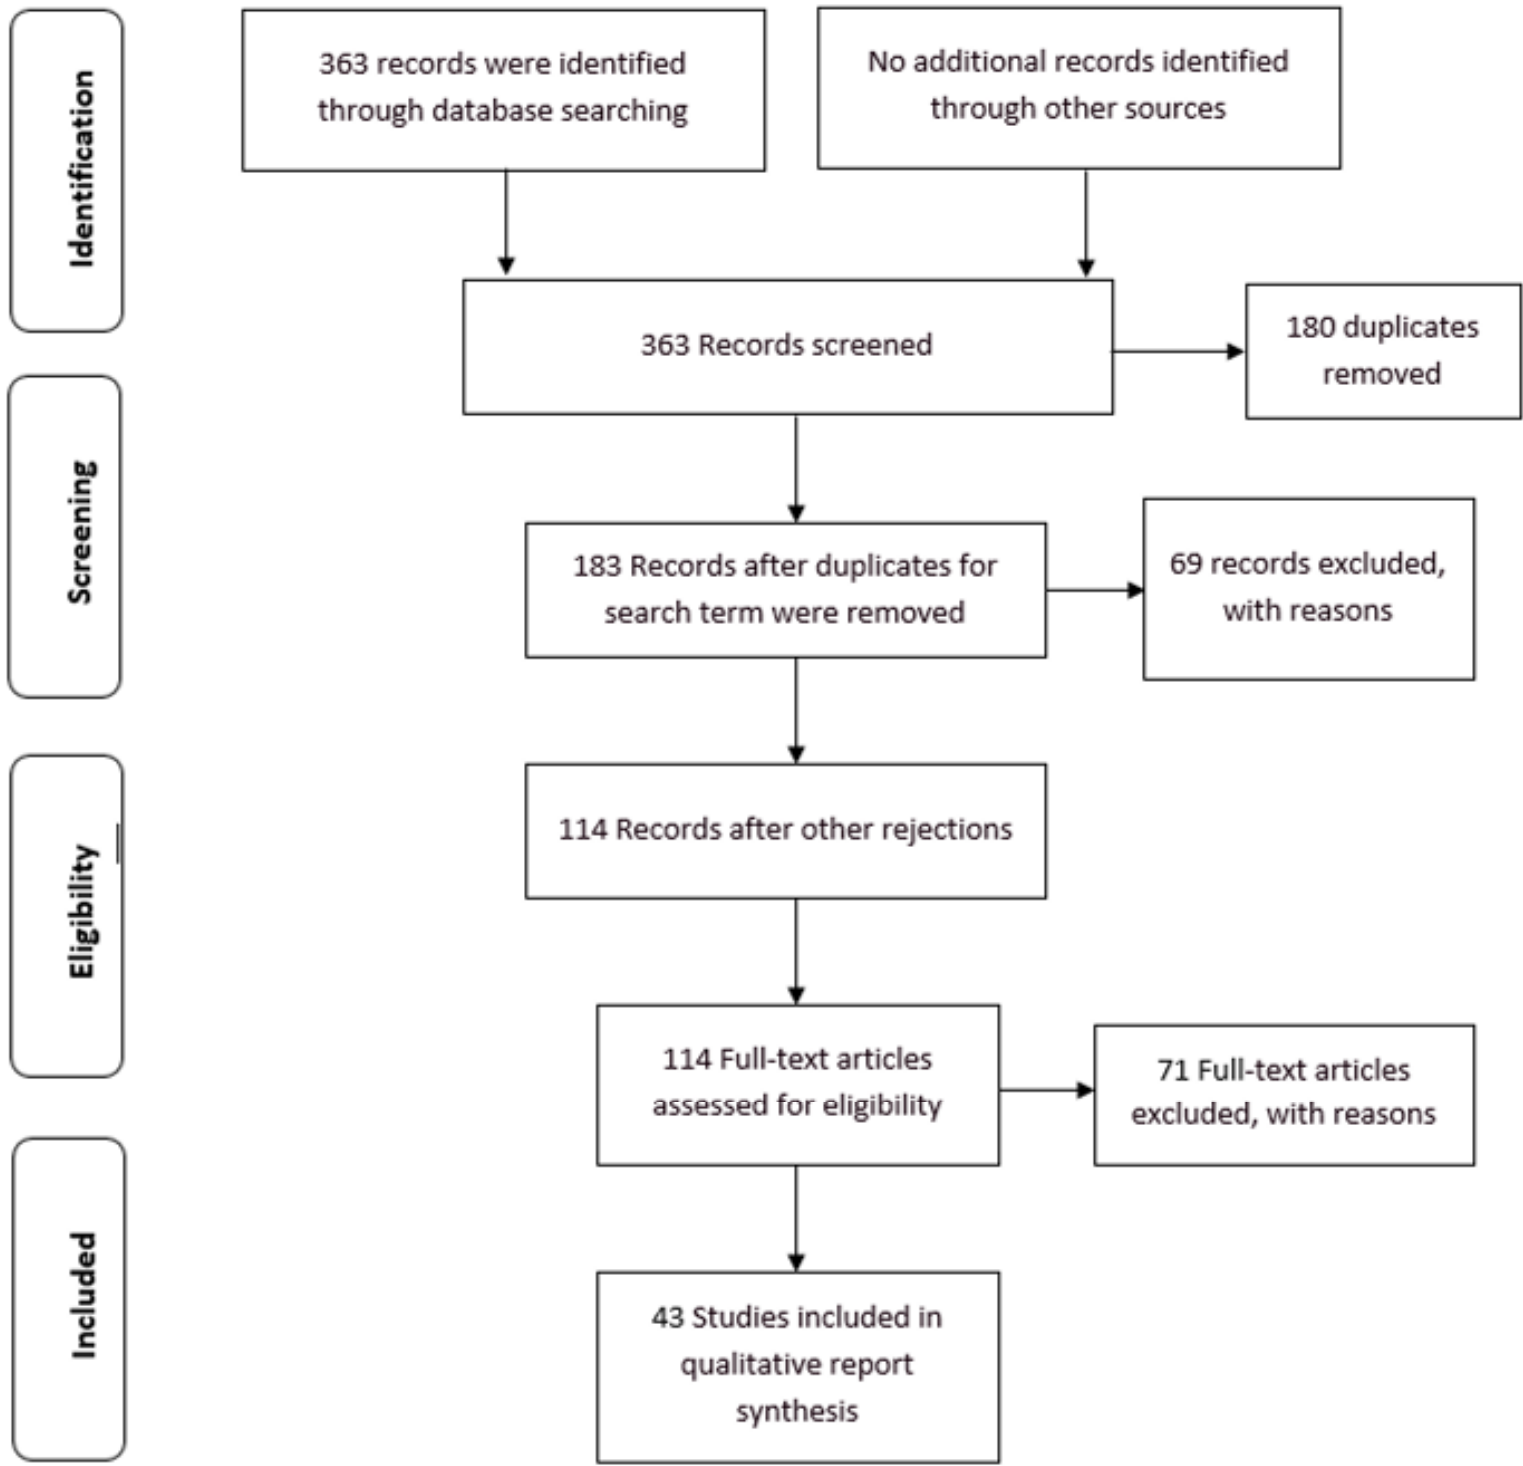 Identification
363 records were identified
through database searching
No additional records identified
through other sources
363 Records screened
180 duplicates
removed
Screening
183 Records after duplicates for
search term were removed
69 records excluded,
with reasons
114 Records after other rejections
Eligibility
114 Full-text articles
assessed for eligibility
71 Full-text articles
excluded, with reasons
Included
43 Studies included in
qualitative report
synthesis